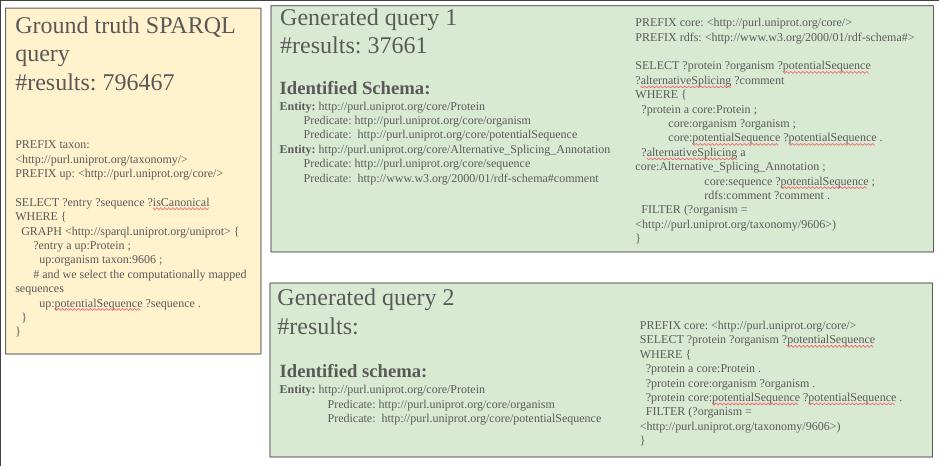 Ground truth SPARQL
query
#results: 796467
PREFIX taxon:
<http://purl.uniprot.org/taxonomy/>
PREFIX up: <http://purl.uniprot.org/core/>
SELECT ?entry ?sequence ?isCanonical
WHERE {
GRAPH <http://sparql.uniprot.org/uniprot> {
?entry a up:Protein ;
up:organism taxon:9606 ;
# and we select the computationally mapped
sequences
up:potentialSequence ?sequence .
}
}
Generated query 1
#results: 37661
Identified Schema:
Entity: http://purl.uniprot.org/core/Protein
Predicate: http://purl.uniprot.org/core/organism
Predicate:  http://purl.uniprot.org/core/potentialSequence
Entity: http://purl.uniprot.org/core/Alternative_Splicing_Annotation
Predicate: http://purl.uniprot.org/core/sequence
Predicate:  http://www.w3.org/2000/01/rdf-schema#comment
PREFIX core: <http://purl.uniprot.org/core/>
PREFIX rdfs: <http://www.w3.org/2000/01/rdf-schema#>
SELECT ?protein ?organism ?potentialSequence
?alternativeSplicing ?comment
WHERE {
?protein a core:Protein ;
core:organism ?organism ;
core:potentialSequence ?potentialSequence .
?alternativeSplicing a
core:Alternative_Splicing_Annotation ;
core:sequence ?potentialSequence ;
rdfs:comment ?comment .
FILTER (?organism =
<http://purl.uniprot.org/taxonomy/9606>)
}
Generated query 2
#results:
Identified schema:
Entity: http://purl.uniprot.org/core/Protein
Predicate: http://purl.uniprot.org/core/organism
Predicate:  http://purl.uniprot.org/core/potentialSequence
PREFIX core: <http://purl.uniprot.org/core/>
SELECT ?protein ?organism ?potentialSequence
WHERE {
?protein a core:Protein .
?protein core:organism ?organism .
?protein core:potentialSequence ?potentialSequence .
FILTER (?organism =
<http://purl.uniprot.org/taxonomy/9606>)
}